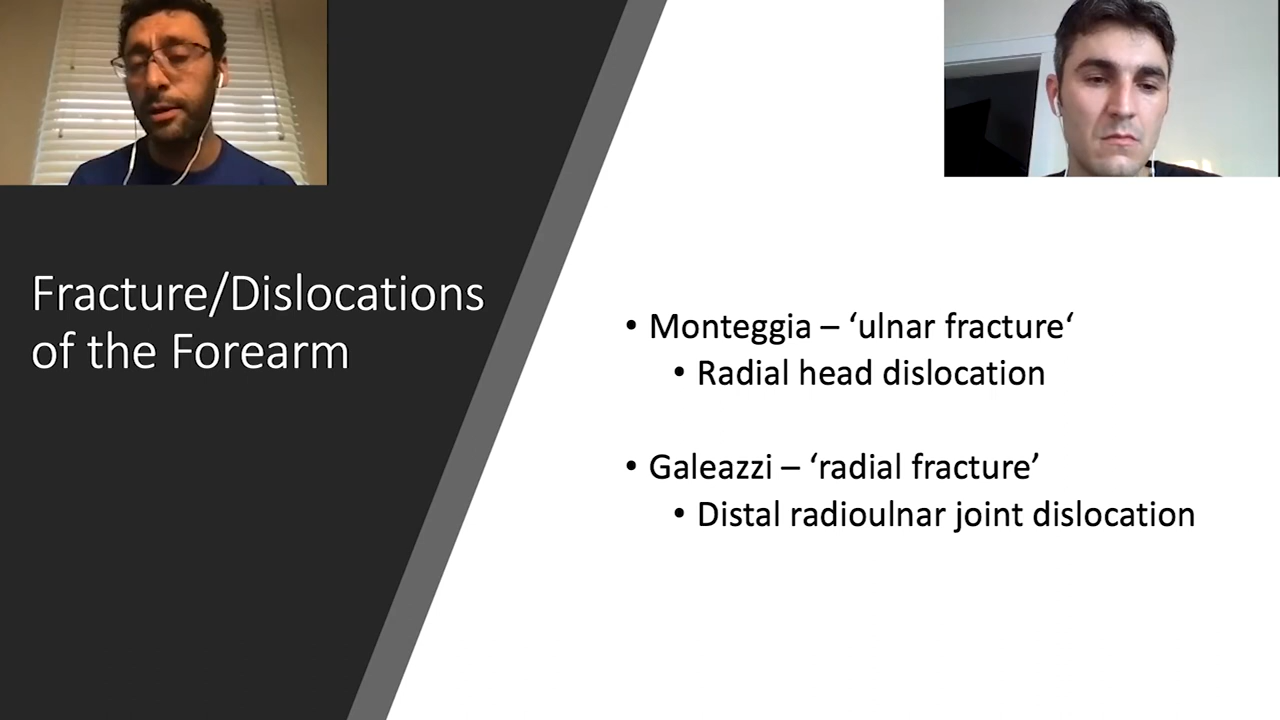 Fracture/Dislocations
of the Forearm
• Monteggia – ‘ulnar fracture‘
• Radial head dislocation
• Galeazzi – ‘radial fracture’
• Distal radioulnar joint dislocation